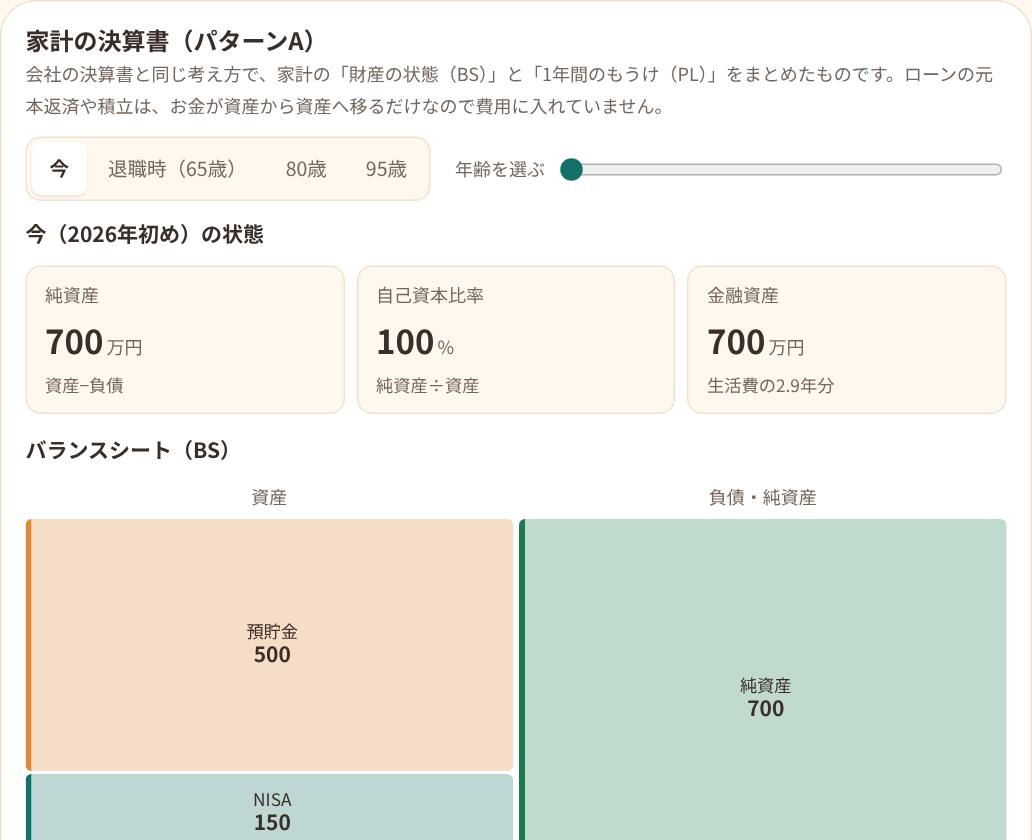 家計の決算書（パターンA）
会社の決算書と同じ考え方で、家計の「財産の状態（BS）」と「1年間のもうけ（PL）」をまとめたものです。ローンの元
本返済や積立は、お金が資産から資産へ移るだけなので費用に入れていません。
今 退職時（65歳） 80歳 95歳 年齢を選ぶ
今（2026年初め）の状態
純資産
700万円
資産−負債
自己資本比率
100%
純資産÷資産
金融資産
700万円
生活費の2.9年分
バランスシート（BS）
資産
負債・純資産
預貯金
500
純資産
700
NISA
150